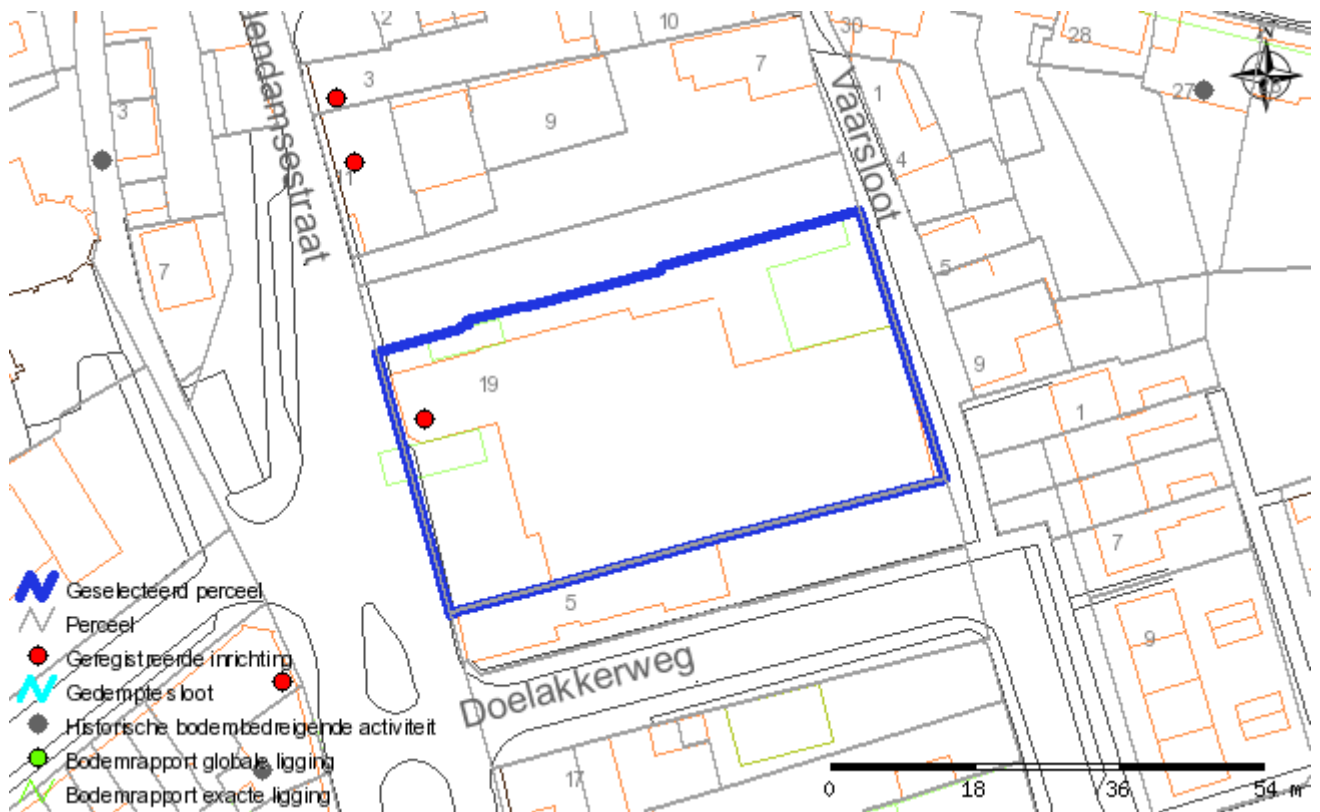 2
10
30
28
3
7
27
endamsestraat
Vaarsloot
3
1
9
4
7
5
9
19
1
7
5
9
Doelakkerweg
17
Geselecteerd perceel
Perceel
Geregistreerde inrichting
Gedempte sloot
Historische bodembedreigende activiteit
Bodemrapport globale ligging
Bodemrapport exacte ligging
0 18 36 54 m